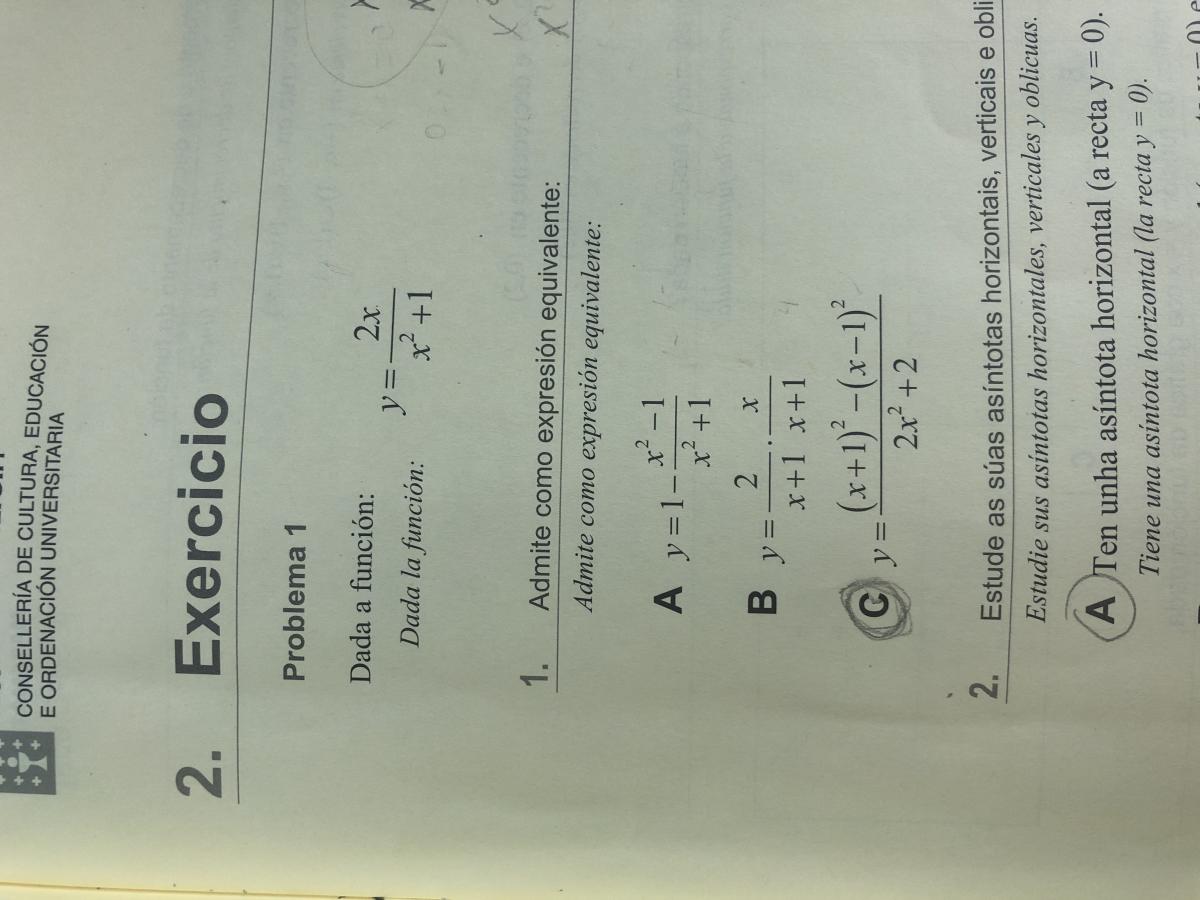 CONSELLERÍA DE CULTURA, EDUCACIÓN
E ORDENACIÓN UNIVERSITARIA
2. Exercicio
Problema 1
Dada a función:
Dada la función:
y = 2x / (x² + 1)
1. Admite como expresión equivalente:
Admite como expresión equivalente:
A y = 1 − (x² − 1) / (x² + 1)
B y = 2 / (x + 1) · x / (x + 1)
C y = ((x + 1)² − (x − 1)²) / (2x² + 2)
2. Estude as súas asíntotas horizontais, verticais e obli
Estudie sus asíntotas horizontales, verticales y oblicuas.
A Ten unha asíntota horizontal (a recta y = 0).
Tiene una asíntota horizontal (la recta y = 0).